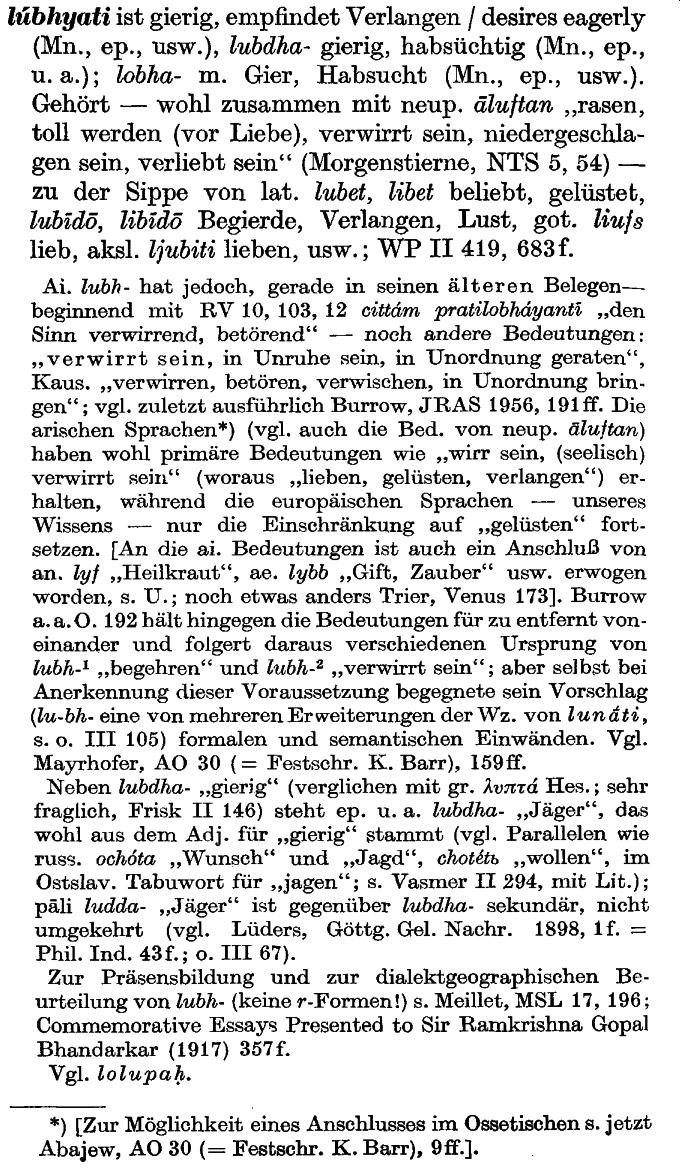 lúbhyati ist gierig, empfindet Verlangen / desires eagerly
(Mn., ep., usw.), lubdha- gierig, habsüchtig (Mn., ep.,
u. a.); lobha- m. Gier, Habsucht (Mn., ep., usw.).
Gehört — wohl zusammen mit neup. āluftan „rasen,
toll werden (vor Liebe), verwirrt sein, niedergeschla-
gen sein, verliebt sein“ (Morgenstierne, NTS 5, 54) —
zu der Sippe von lat. lubet, libet beliebt, gelüstet,
lubīdō, libīdō Begierde, Verlangen, Lust, got. liufs
lieb, aksl. ljubiti lieben, usw.; WP II 419, 683f.
Ai. lubh- hat jedoch, gerade in seinen älteren Belegen—
beginnend mit RV 10, 103, 12 cittám pratilobháyantī „den
Sinn verwirrend, betörend“ — noch andere Bedeutungen:
„verwirrt sein, in Unruhe sein, in Unordnung geraten“,
Kaus. „verwirren, betören, verwischen, in Unordnung brin-
gen“; vgl. zuletzt ausführlich Burrow, JRAS 1956, 191ff. Die
arischen Sprachen*) (vgl. auch die Bed. von neup. āluftan)
haben wohl primäre Bedeutungen wie „wirr sein, (seelisch)
verwirrt sein“ (woraus „lieben, gelüsten, verlangen“) er-
halten, während die europäischen Sprachen — unseres
Wissens — nur die Einschränkung auf „gelüsten“ fort-
setzen. [An die ai. Bedeutungen ist auch ein Anschluß von
an. lyf „Heilkraut“, ae. lybb „Gift, Zauber“ usw. erwogen
worden, s. U.; noch etwas anders Trier, Venus 173]. Burrow
a.a.O. 192 hält hingegen die Bedeutungen für zu entfernt von-
einander und folgert daraus verschiedenen Ursprung von
lubh-¹ „begehren“ und lubh-² „verwirrt sein“; aber selbst bei
Anerkennung dieser Voraussetzung begegnete sein Vorschlag
(lu-bh- eine von mehreren Erweiterungen der Wz. von lunáti,
s. o. III 105) formalen und semantischen Einwänden. Vgl.
Mayrhofer, AO 30 (= Festschr. K. Barr), 159ff.
Neben lubdha- „gierig“ (verglichen mit gr. λυπτά Hes.; sehr
fraglich, Frisk II 146) steht ep. u. a. lubdha- „Jäger“, das
wohl aus dem Adj. für „gierig“ stammt (vgl. Parallelen wie
russ. ochóta „Wunsch“ und „Jagd“, chotétь „wollen“, im
Ostslav. Tabuwort für „jagen“; s. Vasmer II 294, mit Lit.);
pāli ludda- „Jäger“ ist gegenüber lubdha- sekundär, nicht
umgekehrt (vgl. Lüders, Göttg. Gel. Nachr. 1898, 1f. =
Phil. Ind. 43f.; o. III 67).
Zur Präsensbildung und zur dialektgeographischen Be-
urteilung von lubh- (keine r-Formen!) s. Meillet, MSL 17, 196;
Commemorative Essays Presented to Sir Ramkrishna Gopal
Bhandarkar (1917) 357f.
Vgl. lolupaḥ.
*) [Zur Möglichkeit eines Anschlusses im Ossetischen s. jetzt
Abajew, AO 30 (= Festschr. K. Barr), 9ff.].